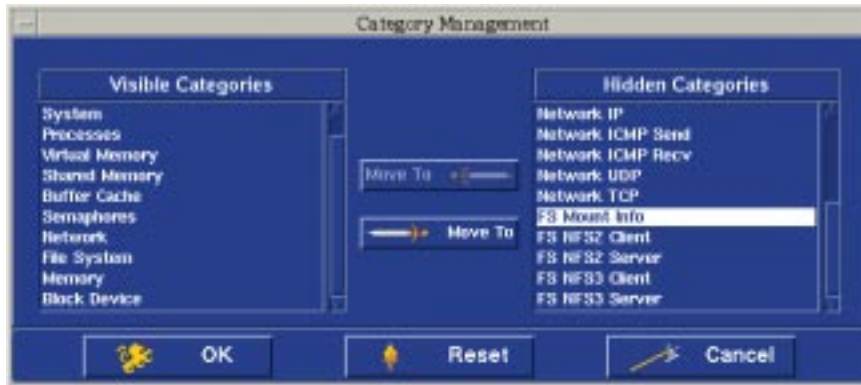 Category Management
Visible Categories
System
Processes
Virtual Memory
Shared Memory
Buffer Cache
Semaphores
Network
File System
Memory
Block Device
Move To
Move To
Hidden Categories
Network IP
Network ICMP Send
Network ICMP Recv
Network UDP
Network TCP
FS Mount Info
FS NFS2 Client
FS NFS2 Server
FS NFS3 Client
FS NFS3 Server
OK
Reset
Cancel